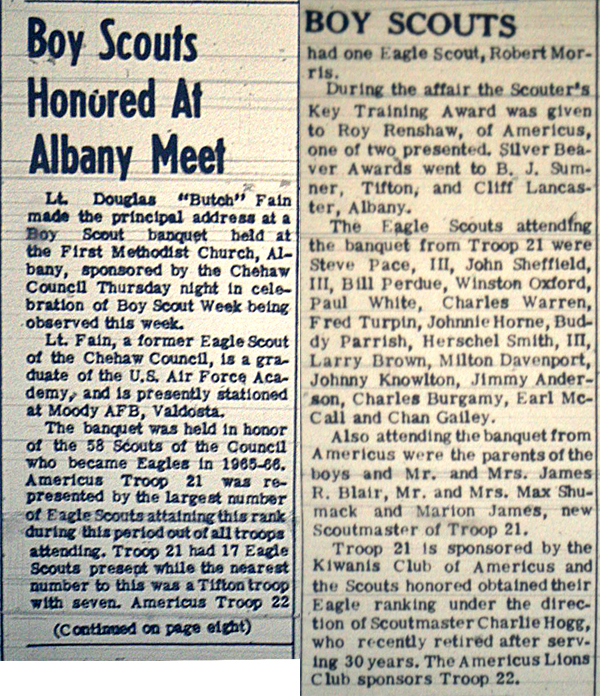 Boy Scouts
Honored At
Albany Meet
Lt. Douglas "Butch" Fain
made the principal address at a
Boy Scout banquet held at
the First Methodist Church, Al-
bany, sponsored by the Chehaw
Council Thursday night in cele-
bration of Boy Scout Week being
observed this week.
Lt. Fain, a former Eagle Scout
of the Chehaw Council, is a gra-
duate of the U.S. Air Force Aca-
demy, and is presently stationed
at Moody AFB, Valdosta.
The banquet was held in honor
of the 58 Scouts of the Council
who became Eagles in 1965-66.
Americus Troop 21 was re-
presented by the largest number
of Eagle Scouts attaining this rank
during this period out of all troops
attending. Troop 21 had 17 Eagle
Scouts present while the nearest
number to this was a Tifton troop
with seven. Americus Troop 22
(Continued on page eight)
BOY SCOUTS
had one Eagle Scout, Robert Mor-
ris.
During the affair the Scouter's
Key Training Award was given
to Roy Renshaw, of Americus,
one of two presented. Silver Bea-
ver Awards went to B. J. Sum-
ner, Tifton, and Cliff Lancas-
ter, Albany.
The Eagle Scouts attending
the banquet from Troop 21 were
Steve Pace, III, John Sheffield,
III, Bill Perdue, Winston Oxford,
Paul White, Charles Warren,
Fred Turpin, Johnnie Horne, Bud-
dy Parrish, Herschel Smith, III,
Larry Brown, Milton Davenport,
Johnny Knowlton, Jimmy Ander-
son, Charles Burgamy, Earl Mc-
Call and Chan Gailey.
Also attending the banquet from
Americus were the parents of the
boys and Mr. and Mrs. James
R. Blair, Mr. and Mrs. Max Shu-
mack and Marion James, new
Scoutmaster of Troop 21.
Troop 21 is sponsored by the
Kiwanis Club of Americus and
the Scouts honored obtained their
Eagle ranking under the direc-
tion of Scoutmaster Charlie Hogg,
who recently retired after serv-
ing 30 years. The Americus Lions
Club sponsors Troop 22.